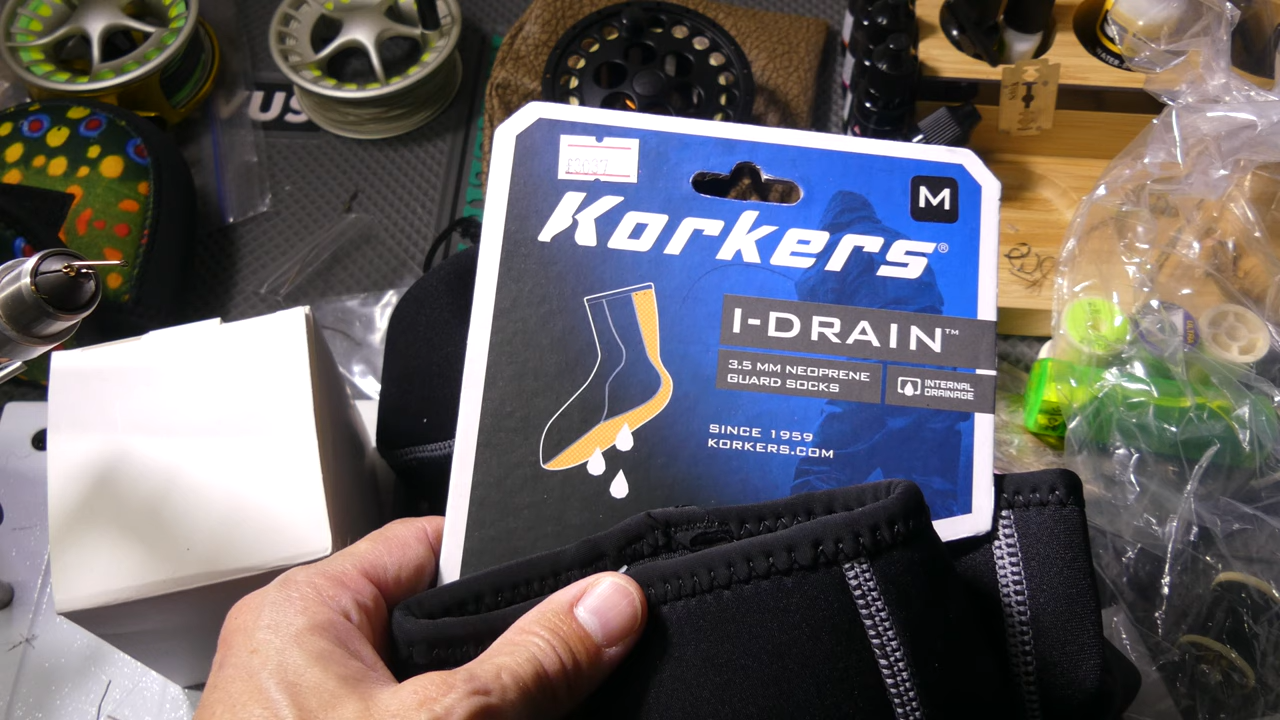 M
Korkers®
I-DRAIN™
3.5 MM NEOPRENE
GUARD SOCKS
INTERNAL
DRAINAGE
SINCE 1959
KORKERS.COM